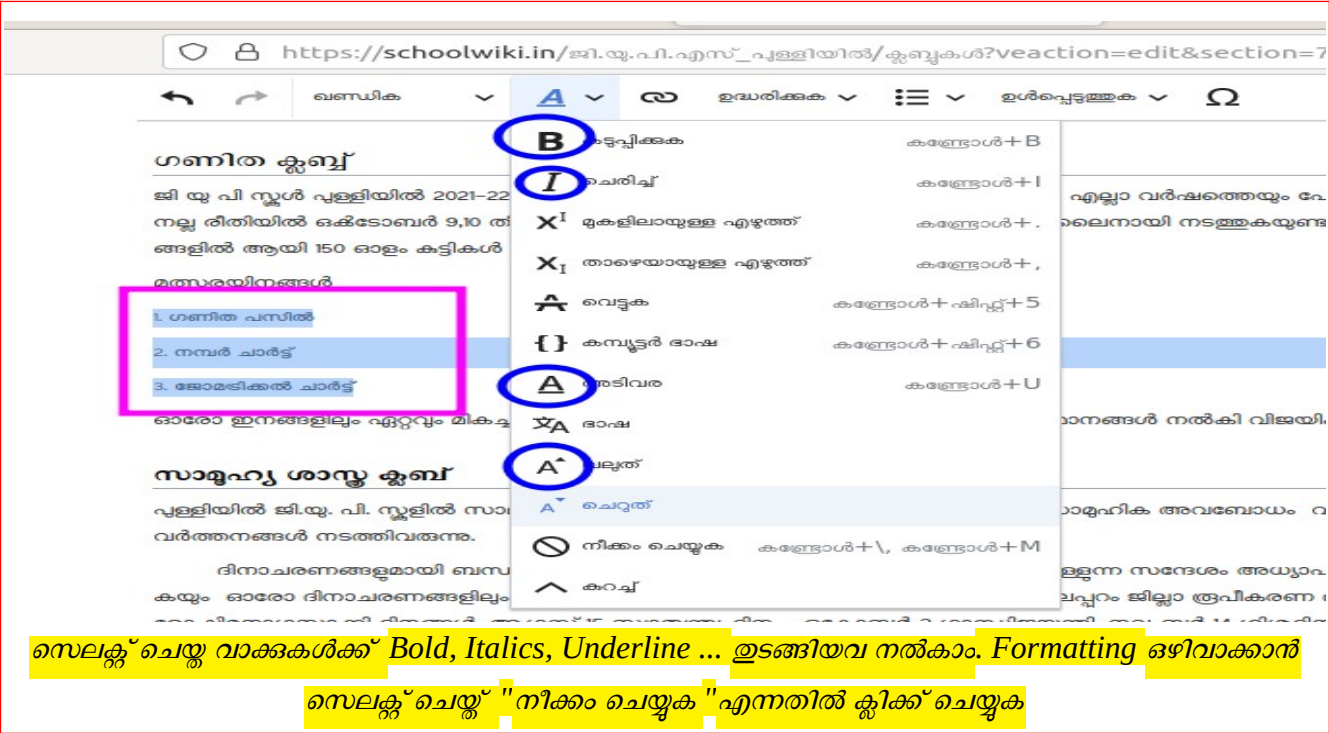 https://schoolwiki.in/ജി.യു.പി.എസ്_പുള്ളിയിൽ/ക്ലബ്ബുകൾ?veaction=edit&section=7
ഖണ്ഡിക A ഉദ്ധരിക്കുക ഉൾപ്പെടുത്തുക Ω
B കടുപ്പിക്കുക കണ്ട്രോൾ+B
ഗണിത ക്ലബ്ബ്
I ചെരിച്ച് കണ്ട്രോൾ+I
ജി യു പി സ്കൂൾ പുള്ളിയിൽ 2021-22 എല്ലാ വർഷത്തെയും പോ
നല്ല രീതിയിൽ ഒക്ടോബർ 9,10 തി X I മുകളിലായുള്ള എഴുത്ത് കണ്ട്രോൾ+. ലൈനായി നടത്തുകയുണ്ട
ങ്ങളിൽ ആയി 150 ഓളം കുട്ടികൾ
X I താഴെയായുള്ള എഴുത്ത് കണ്ട്രോൾ+,
മത്സരയിനങ്ങൾ
A വെട്ടുക കണ്ട്രോൾ+ഷിഫ്റ്റ്+5
1. ഗണിത പസിൽ
{} കമ്പ്യൂട്ടർ ഭാഷ കണ്ട്രോൾ+ഷിഫ്റ്റ്+6
2. നമ്പർ ചാർട്ട്
3. ജോമട്രിക്കൽ ചാർട്ട് A അടിവര കണ്ട്രോൾ+U
ഓരോ ഇനങ്ങളിലും ഏറ്റവും മികച്ച 文A ഭാഷ ഥാനങ്ങൾ നൽകി വിജയി
A വലുത്
സാമൂഹ്യ ശാസ്ത്ര ക്ലബ്
A ചെറുത്
പുള്ളിയിൽ ജി.യു. പി. സ്കൂളിൽ സാ സാമൂഹിക അവബോധം വ
വർത്തനങ്ങൾ നടത്തിവരുന്നു.
നീക്കം ചെയ്യുക കണ്ട്രോൾ+\, കണ്ട്രോൾ+M
ദിനാചരണങ്ങളുമായി ബന്ധ ള്ളുന്ന സന്ദേശം അധ്യാപ
കുറച്ച്
കയും ഓരോ ദിനാചരണങ്ങളിലും ലപ്പുറം ജില്ലാ രൂപീകരണ
സെലക്റ്റ് ചെയ്ത വാക്കുകൾക്ക് Bold, Italics, Underline ... തുടങ്ങിയവ നൽകാം. Formatting ഒഴിവാക്കാൻ
സെലക്റ്റ് ചെയ്ത് "നീക്കം ചെയ്യുക "എന്നതിൽ ക്ലിക്ക് ചെയ്യുക